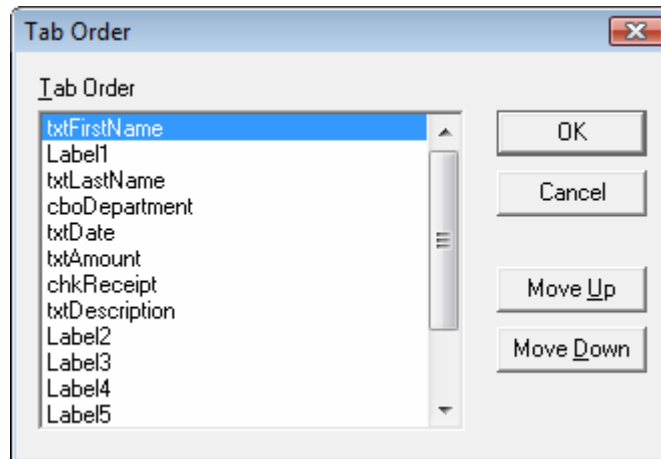 Tab Order
Tab Order
txtFirstName
Label1
txtLastName
cboDepartment
txtDate
txtAmount
chkReceipt
txtDescription
Label2
Label3
Label4
Label5
OK
Cancel
Move Up
Move Down